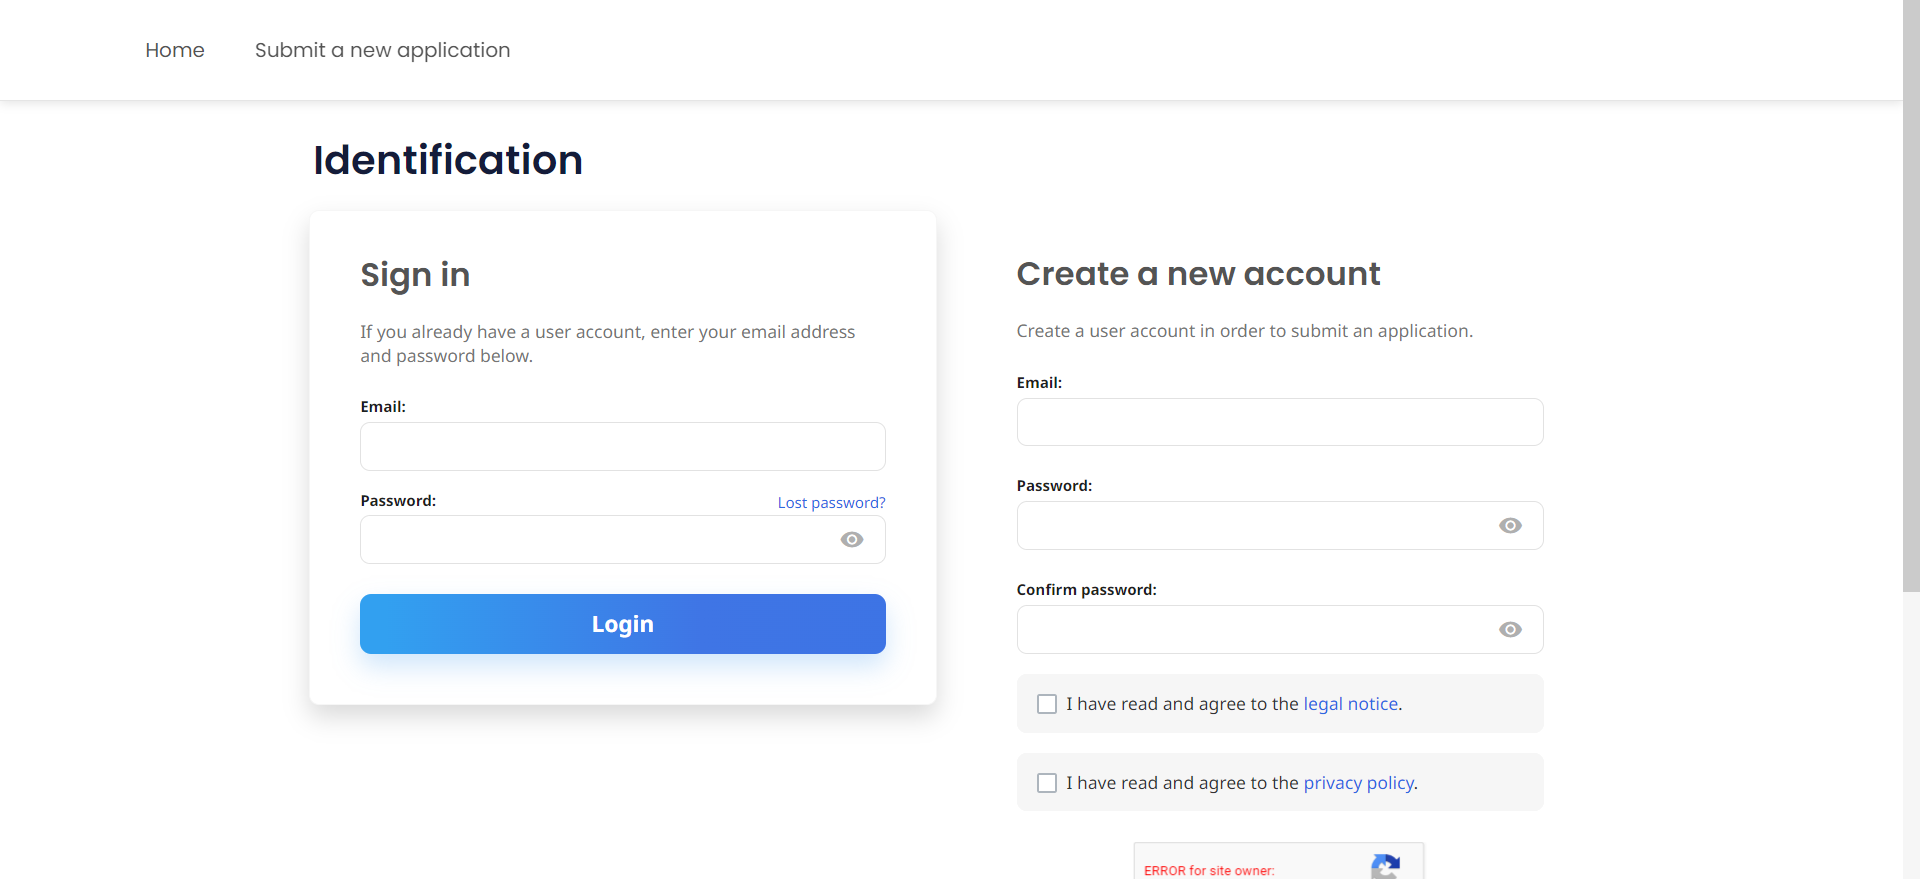 Home
Submit a new application
Identification
Sign in
If you already have a user account, enter your email address
and password below.
Email:
Password:
Lost password?
Login
Create a new account
Create a user account in order to submit an application.
Email:
Password:
Confirm password:
I have read and agree to the legal notice.
I have read and agree to the privacy policy.
ERROR for site owner: